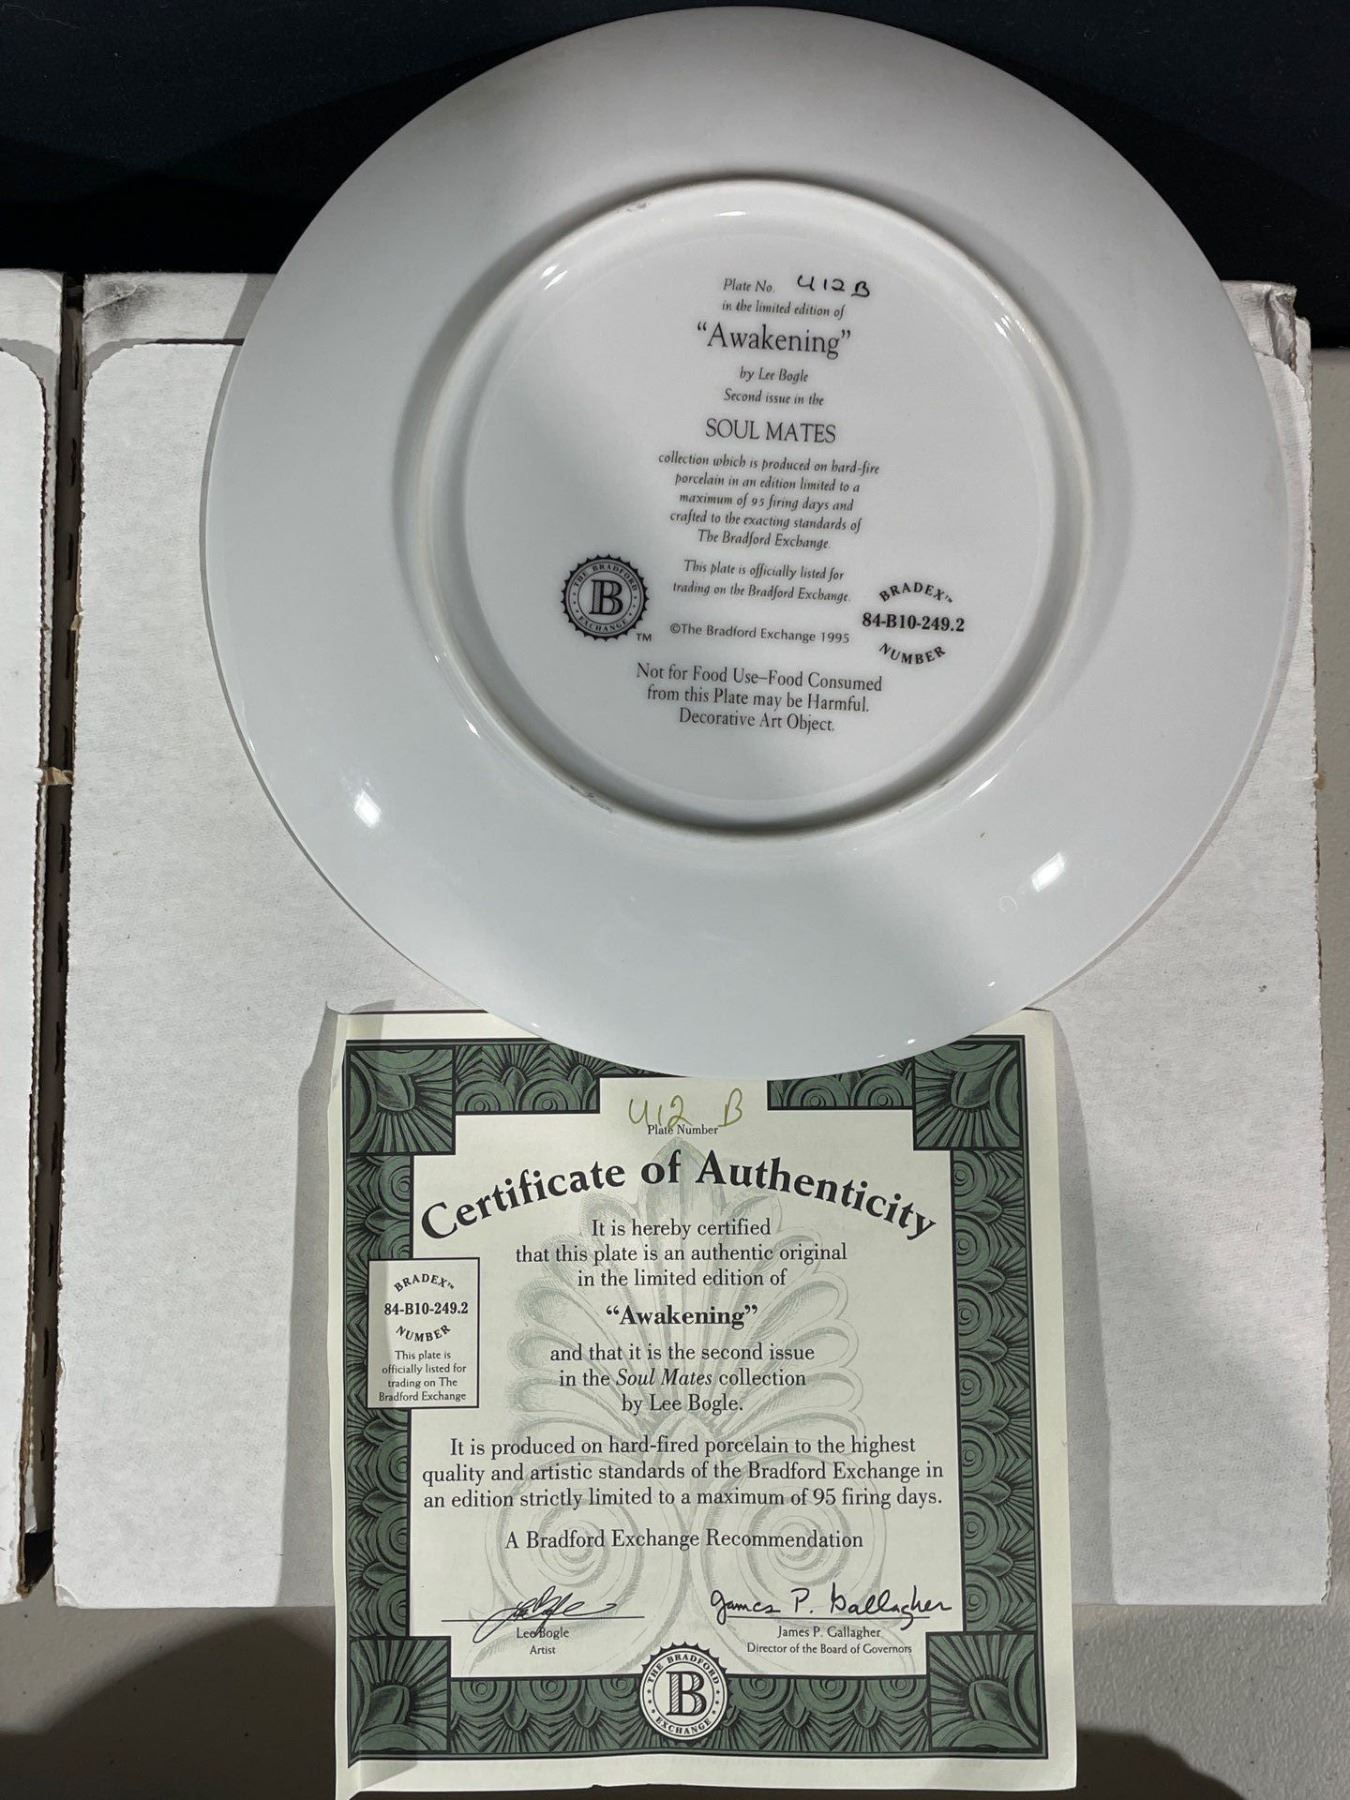 Plate No. 412B
in the limited edition of
“Awakening”
by Lee Bogle
Second issue in the
SOUL MATES
collection which is produced on hard-fire
porcelain in an edition limited to a
maximum of 95 firing days and
crafted to the exacting standards of
The Bradford Exchange.
This plate is officially listed for
trading on the Bradford Exchange.
THE BRADFORD
B
EXCHANGE
TM
©The Bradford Exchange 1995
BRADEX™
84-B10-249.2
NUMBER
Not for Food Use–Food Consumed
from this Plate may be Harmful.
Decorative Art Object.
412 B
Plate Number
Certificate of Authenticity
It is hereby certified
that this plate is an authentic original
in the limited edition of
“Awakening”
and that it is the second issue
in the Soul Mates collection
by Lee Bogle.
BRADEX™
84-B10-249.2
NUMBER
This plate is
officially listed for
trading on The
Bradford Exchange
It is produced on hard-fired porcelain to the highest
quality and artistic standards of the Bradford Exchange in
an edition strictly limited to a maximum of 95 firing days.
A Bradford Exchange Recommendation
Lee Bogle
Lee Bogle
Artist
James P. Gallagher
James P. Gallagher
Director of the Board of Governors
THE BRADFORD
B
EXCHANGE